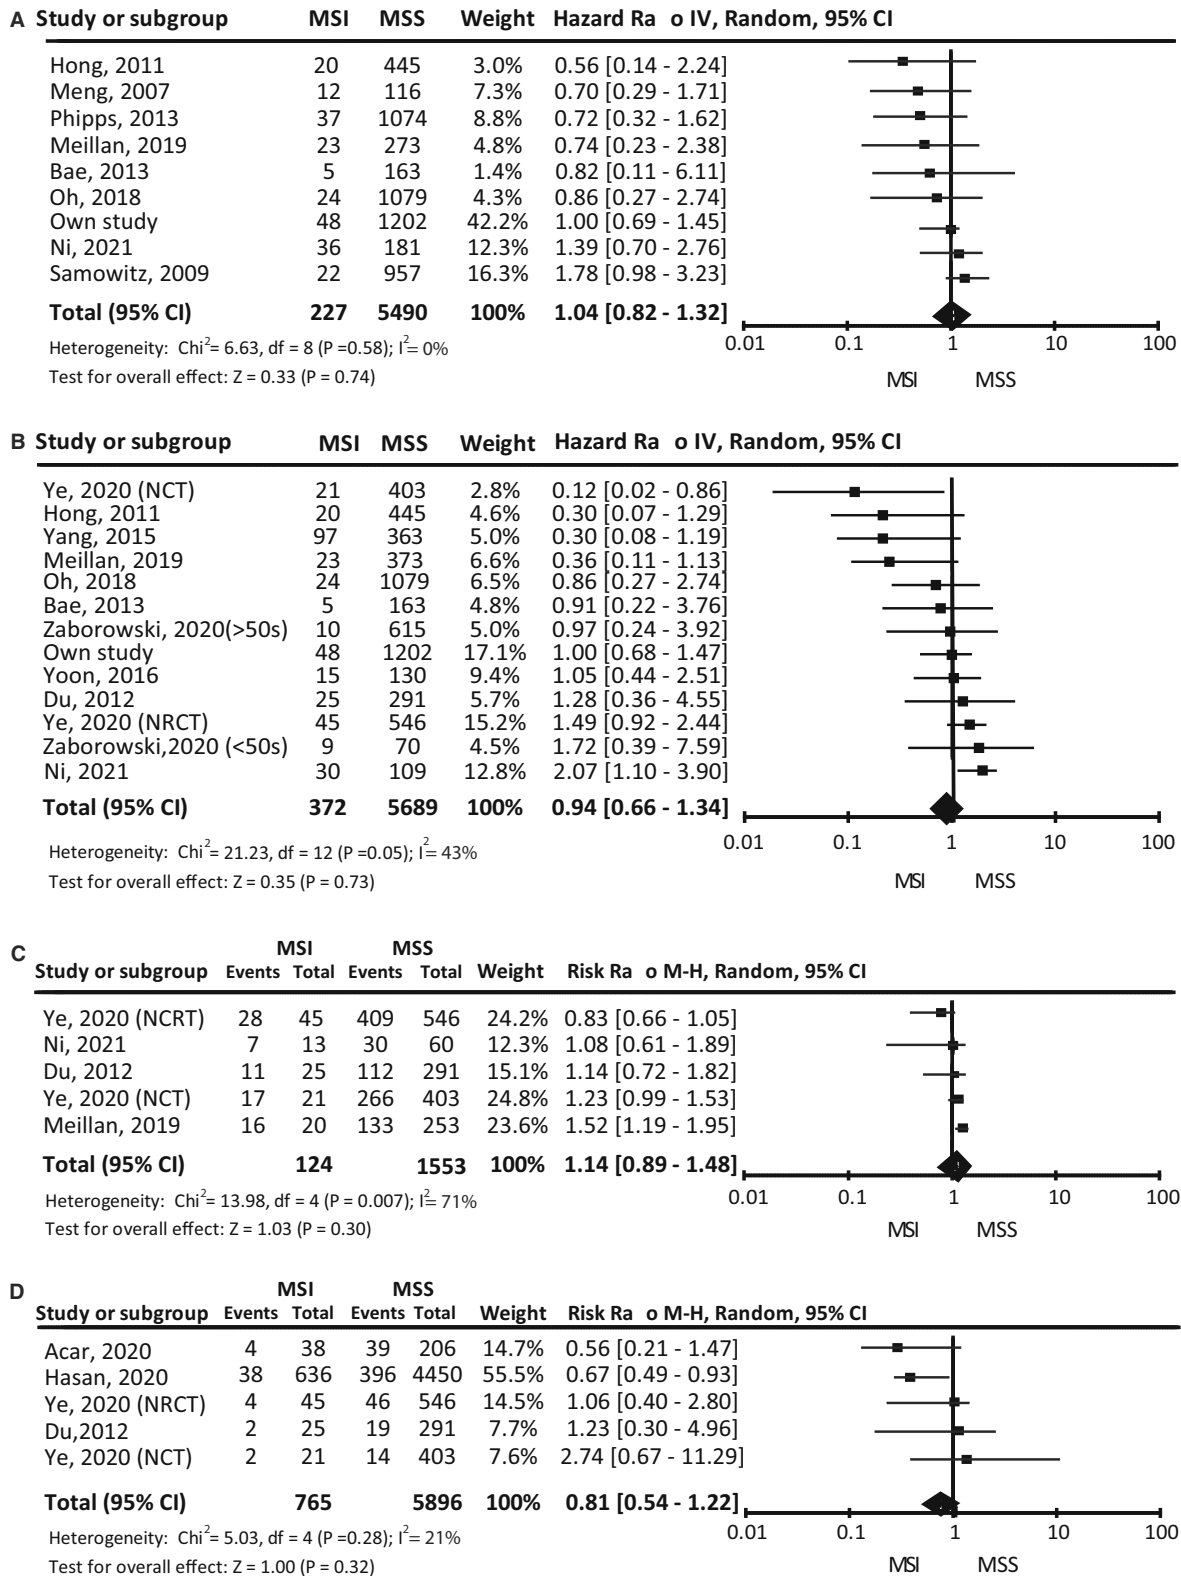 A Study or subgroup MSI MSS Weight Hazard Ra o IV, Random, 95% CI
Hong, 2011 20 445 3.0% 0.56 [0.14 - 2.24]
Meng, 2007 12 116 7.3% 0.70 [0.29 - 1.71]
Phipps, 2013 37 1074 8.8% 0.72 [0.32 - 1.62]
Meillan, 2019 23 273 4.8% 0.74 [0.23 - 2.38]
Bae, 2013 5 163 1.4% 0.82 [0.11 - 6.11]
Oh, 2018 24 1079 4.3% 0.86 [0.27 - 2.74]
Own study 48 1202 42.2% 1.00 [0.69 - 1.45]
Ni, 2021 36 181 12.3% 1.39 [0.70 - 2.76]
Samowitz, 2009 22 957 16.3% 1.78 [0.98 - 3.23]
Total (95% CI) 227 5490 100% 1.04 [0.82 - 1.32]
0.01 0.1 1 10 100
Heterogeneity: Chi²= 6.63, df = 8 (P =0.58); I²= 0%
Test for overall effect: Z = 0.33 (P = 0.74)
MSI MSS
B Study or subgroup MSI MSS Weight Hazard Ra o IV, Random, 95% CI
Ye, 2020 (NCT) 21 403 2.8% 0.12 [0.02 - 0.86]
Hong, 2011 20 445 4.6% 0.30 [0.07 - 1.29]
Yang, 2015 97 363 5.0% 0.30 [0.08 - 1.19]
Meillan, 2019 23 373 6.6% 0.36 [0.11 - 1.13]
Oh, 2018 24 1079 6.5% 0.86 [0.27 - 2.74]
Bae, 2013 5 163 4.8% 0.91 [0.22 - 3.76]
Zaborowski, 2020(>50s) 10 615 5.0% 0.97 [0.24 - 3.92]
Own study 48 1202 17.1% 1.00 [0.68 - 1.47]
Yoon, 2016 15 130 9.4% 1.05 [0.44 - 2.51]
Du, 2012 25 291 5.7% 1.28 [0.36 - 4.55]
Ye, 2020 (NRCT) 45 546 15.2% 1.49 [0.92 - 2.44]
Zaborowski,2020 (<50s) 9 70 4.5% 1.72 [0.39 - 7.59]
Ni, 2021 30 109 12.8% 2.07 [1.10 - 3.90]
Total (95% CI) 372 5689 100% 0.94 [0.66 - 1.34]
0.01 0.1 1 10 100
Heterogeneity: Chi²= 21.23, df = 12 (P =0.05); I²= 43%
Test for overall effect: Z = 0.35 (P = 0.73)
MSI MSS
C MSI MSS
Study or subgroup Events Total Events Total Weight Risk Ra o M-H, Random, 95% CI
Ye, 2020 (NCRT) 28 45 409 546 24.2% 0.83 [0.66 - 1.05]
Ni, 2021 7 13 30 60 12.3% 1.08 [0.61 - 1.89]
Du, 2012 11 25 112 291 15.1% 1.14 [0.72 - 1.82]
Ye, 2020 (NCT) 17 21 266 403 24.8% 1.23 [0.99 - 1.53]
Meillan, 2019 16 20 133 253 23.6% 1.52 [1.19 - 1.95]
Total (95% CI) 124 1553 100% 1.14 [0.89 - 1.48]
0.01 0.1 1 10 100
Heterogeneity: Chi²= 13.98, df = 4 (P = 0.007); I²= 71%
Test for overall effect: Z = 1.03 (P = 0.30)
MSI MSS
D MSI MSS
Study or subgroup Events Total Events Total Weight Risk Ra o M-H, Random, 95% CI
Acar, 2020 4 38 39 206 14.7% 0.56 [0.21 - 1.47]
Hasan, 2020 38 636 396 4450 55.5% 0.67 [0.49 - 0.93]
Ye, 2020 (NRCT) 4 45 46 546 14.5% 1.06 [0.40 - 2.80]
Du,2012 2 25 19 291 7.7% 1.23 [0.30 - 4.96]
Ye, 2020 (NCT) 2 21 14 403 7.6% 2.74 [0.67 - 11.29]
Total (95% CI) 765 5896 100% 0.81 [0.54 - 1.22]
0.01 0.1 1 10 100
Heterogeneity: Chi²= 5.03, df = 4 (P =0.28); I²= 21%
Test for overall effect: Z = 1.00 (P = 0.32)
MSI MSS